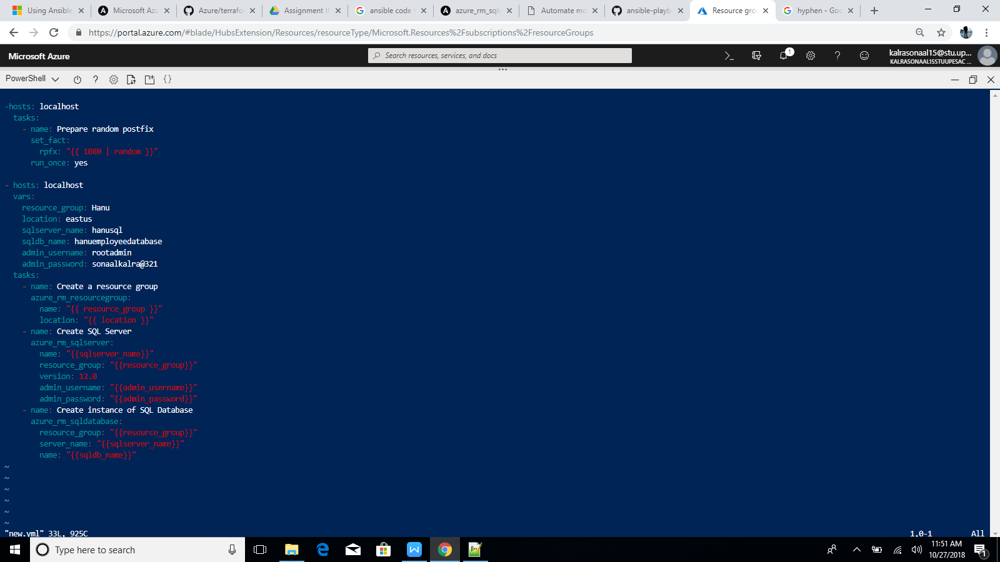 Using Ansible
Microsoft Azu
Azure/terrafo
Assignment II
ansible code f
azure_rm_sqld
Automate mo
ansible-playb
Resource gro
hyphen - Goo
https://portal.azure.com/#blade/HubsExtension/Resources/resourceType/Microsoft.Resources%2Fsubscriptions%2FresourceGroups
Microsoft Azure
Search resources, services, and docs
1
kalrasonaal15@stu.up...
KALRASONAAL15STUUPESAC ...
PowerShell
-hosts: localhost
  tasks:
    - name: Prepare random postfix
      set_fact:
        rpfx: "{{ 1000 | random }}"
      run_once: yes
- hosts: localhost
  vars:
    resource_group: Hanu
    location: eastus
    sqlserver_name: hanusql
    sqldb_name: hanuemployeedatabase
    admin_username: rootadmin
    admin_password: sonaalkalra@321
  tasks:
    - name: Create a resource group
      azure_rm_resourcegroup:
        name: "{{ resource_group }}"
        location: "{{ location }}"
    - name: Create SQL Server
      azure_rm_sqlserver:
        name: "{{sqlserver_name}}"
        resource_group: "{{resource_group}}"
        version: 12.0
        admin_username: "{{admin_username}}"
        admin_password: "{{admin_password}}"
    - name: Create instance of SQL Database
      azure_rm_sqldatabase:
        resource_group: "{{resource_group}}"
        server_name: "{{sqlserver_name}}"
        name: "{{sqldb_name}}"
~
~
~
~
~
~
"new.yml" 33L, 925C 1,0-1 All
Type here to search
11:51 AM
10/27/2018
1